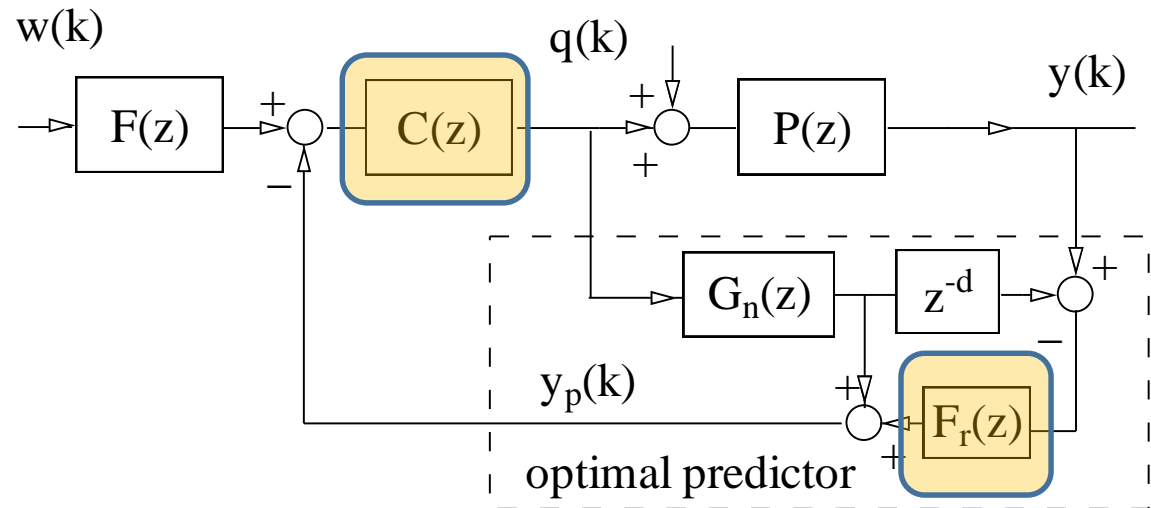 w(k)
q(k)
y(k)
F(z)
+
−
C(z)
+
+
P(z)
G_n(z)
z^-d
+
−
y_p(k)
+
+
F_r(z)
optimal predictor